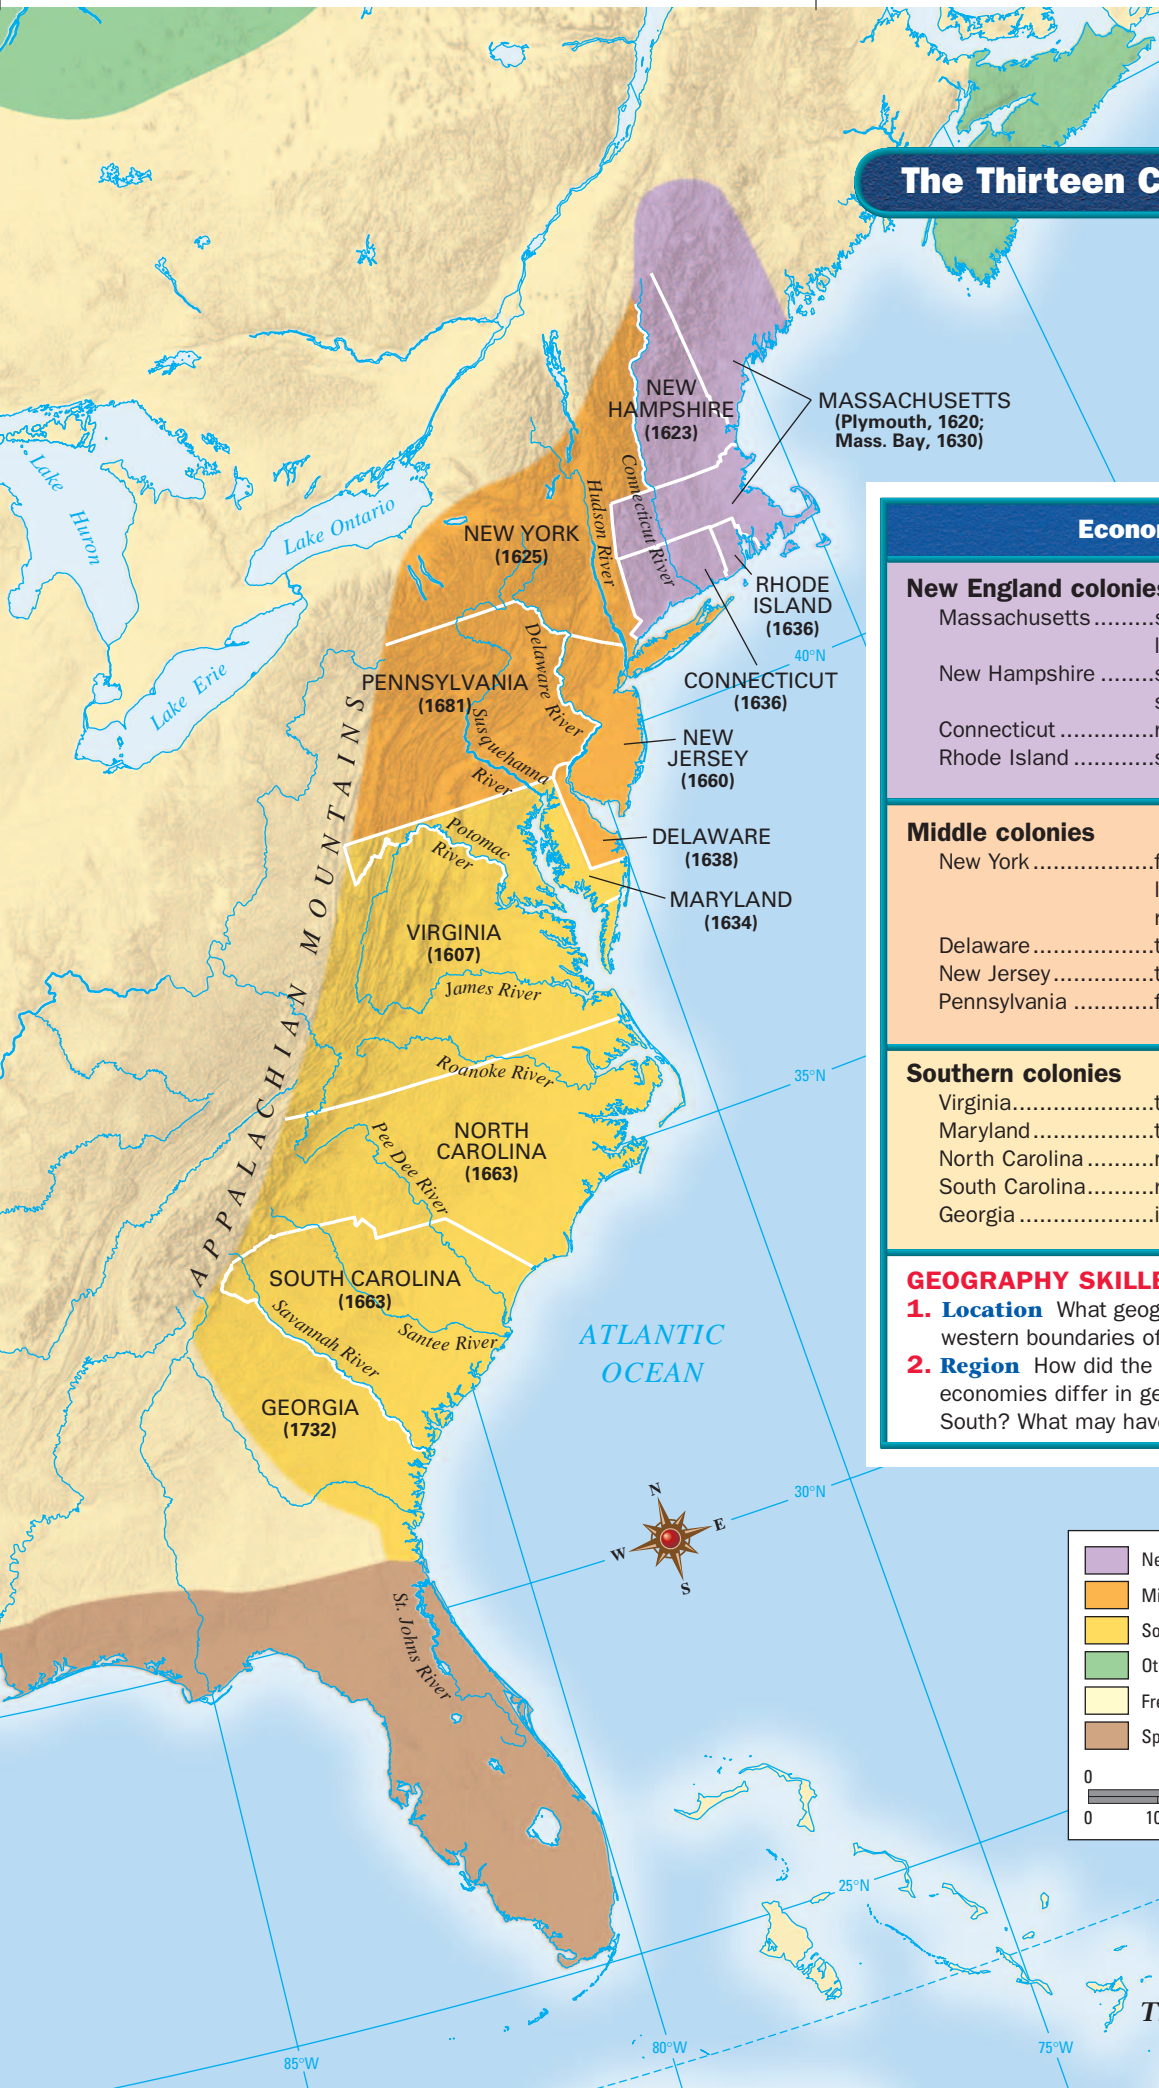 The Thirteen C
NEW
HAMPSHIRE
(1623)
MASSACHUSETTS
(Plymouth, 1620;
Mass. Bay, 1630)
Lake
Huron
Lake Ontario
Connecticut River
Hudson River
NEW YORK
(1625)
RHODE
ISLAND
(1636)
40°N
CONNECTICUT
(1636)
Lake Erie
PENNSYLVANIA
(1681)
Delaware River
Susquehanna
River
NEW
JERSEY
(1660)
DELAWARE
(1638)
Potomac
River
MARYLAND
(1634)
APPALACHIAN MOUNTAINS
VIRGINIA
(1607)
James River
35°N
Roanoke River
NORTH
CAROLINA
(1663)
Pee Dee River
SOUTH CAROLINA
(1663)
Savannah River
Santee River
ATLANTIC
OCEAN
GEORGIA
(1732)
30°N
N
E
W
S
St. Johns River
25°N
85°W
80°W
75°W
T
Econo
New England colonies
Massachusetts.........s
l
New Hampshire ........s
s
Connecticut ..............r
Rhode Island ............s
Middle colonies
New York..................f
l
r
Delaware..................t
New Jersey...............t
Pennsylvania ............f
Southern colonies
Virginia.....................t
Maryland..................t
North Carolina ..........r
South Carolina..........r
Georgia ....................i
GEOGRAPHY SKILLB
1. Location What geog
western boundaries of
2. Region How did the
economies differ in ge
South? What may have
Ne
Mi
So
Ot
Fre
Sp
0
0 10